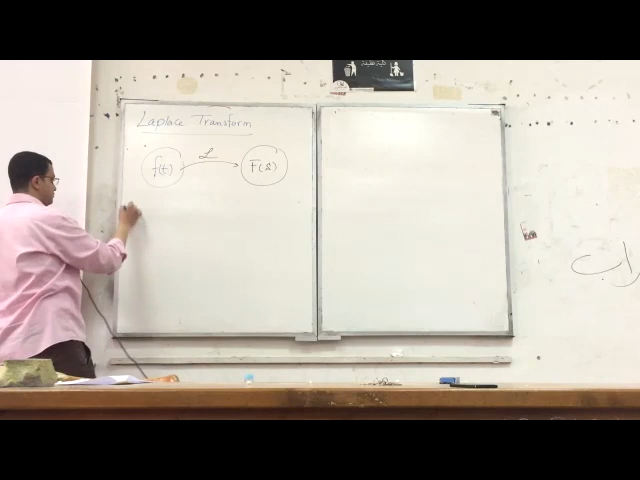 Laplace Transform
f(t) ℒ F(s)